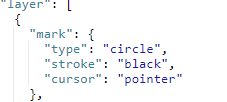 "layer": [
{
"mark": {
"type": "circle",
"stroke": "black",
"cursor": "pointer"
},